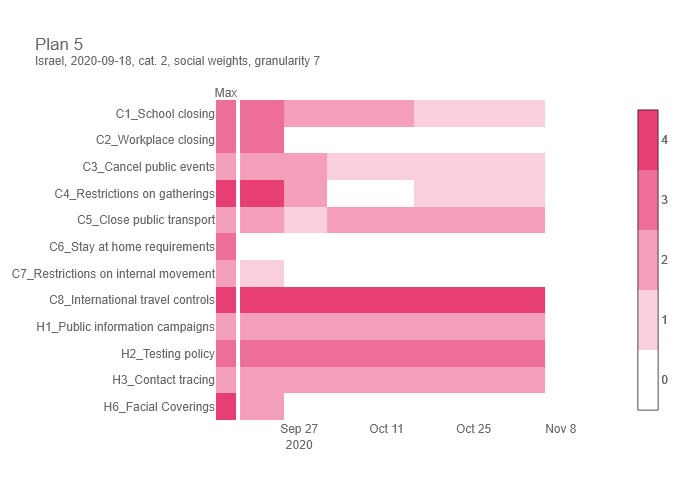 Plan 5
Israel, 2020-09-18, cat. 2, social weights, granularity 7
Max
C1_School closing
C2_Workplace closing
C3_Cancel public events
C4_Restrictions on gatherings
C5_Close public transport
C6_Stay at home requirements
C7_Restrictions on internal movement
C8_International travel controls
H1_Public information campaigns
H2_Testing policy
H3_Contact tracing
H6_Facial Coverings
Sep 27 Oct 11 Oct 25 Nov 8
2020
4
3
2
1
0